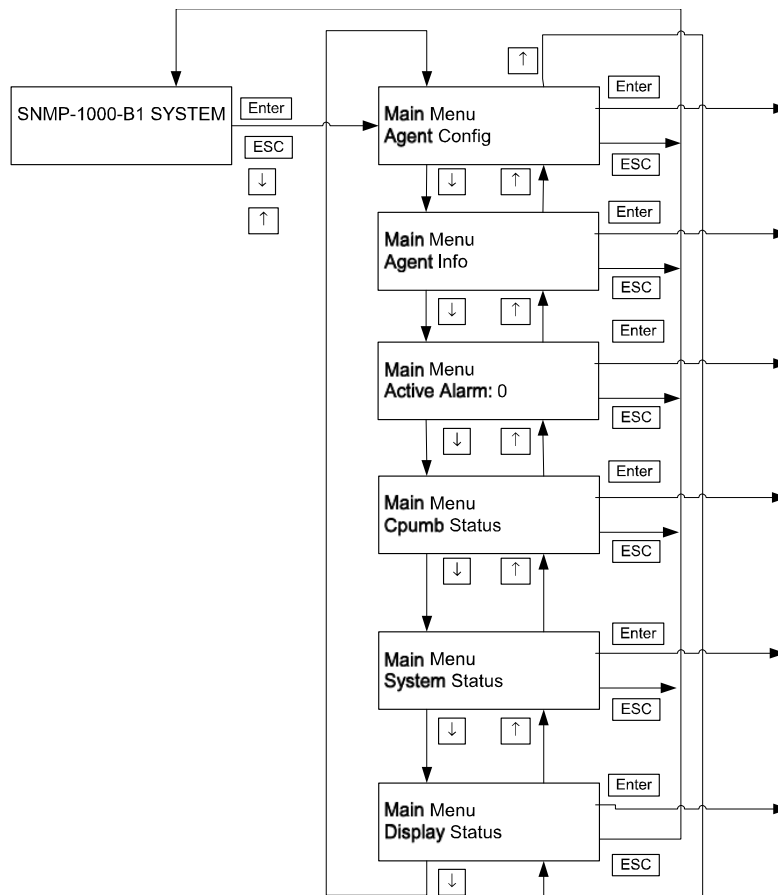 ↑
SNMP-1000-B1 SYSTEM
Enter
ESC
↓
↑
Main Menu
Agent Config
Enter
ESC
↓
↑
Main Menu
Agent Info
Enter
ESC
↓
↑
Main Menu
Active Alarm: 0
Enter
ESC
↓
↑
Main Menu
Cpumb Status
Enter
ESC
↓
↑
Main Menu
System Status
Enter
ESC
↓
↑
Main Menu
Display Status
Enter
ESC
↓